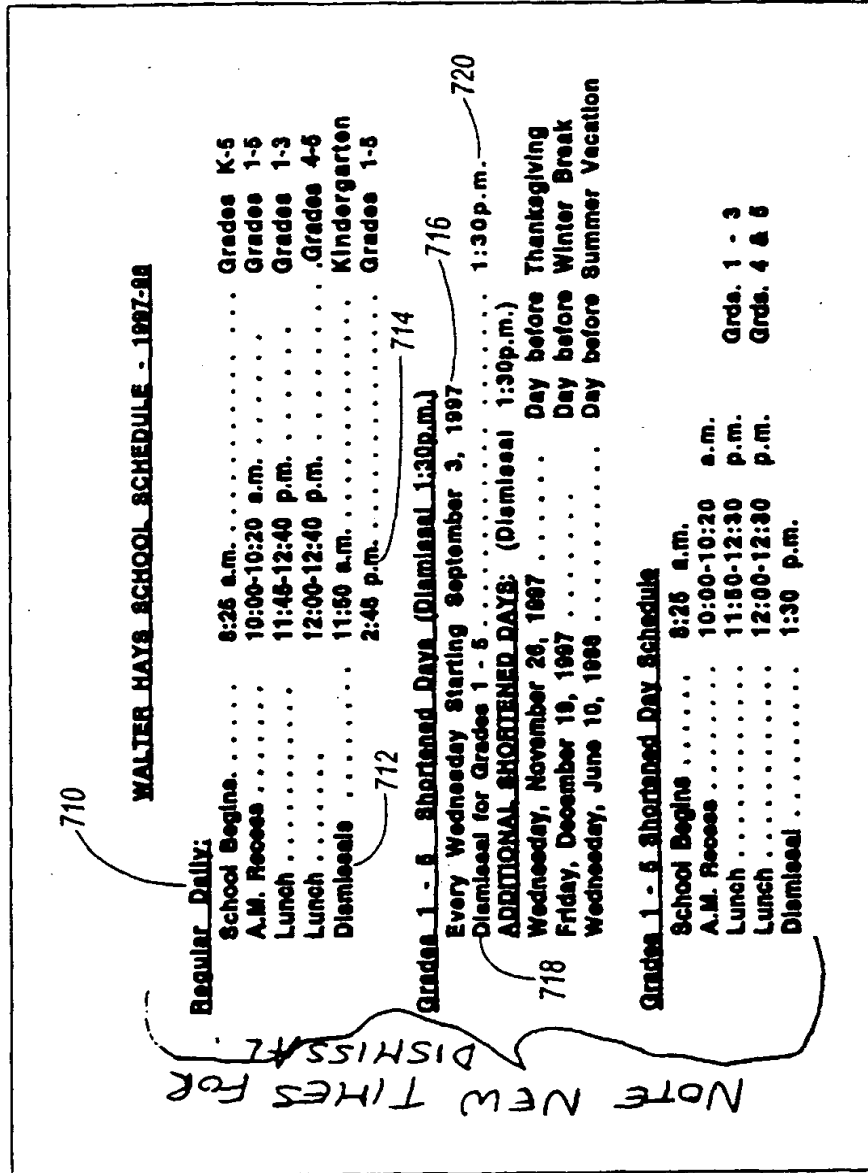 WALTER HAYS SCHOOL SCHEDULE - 1997-98
710
Regular Daily:
School Begins...... 8:25 a.m.................... Grades K-5
A.M. Recess ....... 10:00-10:20 a.m......... Grades 1-5
Lunch .......... 11:45-12:40 p.m......... Grades 1-3
Lunch ........ 12:00-12:40 p.m......... Grades 4-5
Dismissals ........ 11:50 a.m................. Kindergarten
712
2:45 p.m................. Grades 1-5
714
Grades 1 - 5 Shortened Days (Dismissal 1:30p.m.)
Every Wednesday Starting September 3, 1997
716
Dismissal for Grades 1 - 5............................ 1:30p.m.
718
720
ADDITIONAL SHORTENED DAYS: (Dismissal 1:30p.m.)
Wednesday, November 26, 1997 ...... Day before Thanksgiving
Friday, December 19, 1997 ........ Day before Winter Break
Wednesday, June 10, 1998 .......... Day before Summer Vacation
Grades 1 - 5 Shortened Day Schedule
School Begins ...... 8:25 a.m.
A.M. Recess ....... 10:00-10:20 a.m.
Lunch ........... 11:50-12:30 p.m. Grds. 1 - 3
Lunch ........... 12:00-12:30 p.m. Grds. 4 & 5
Dismissal .......... 1:30 p.m.
NOTE NEW TIMES FOR
DISMISSAL